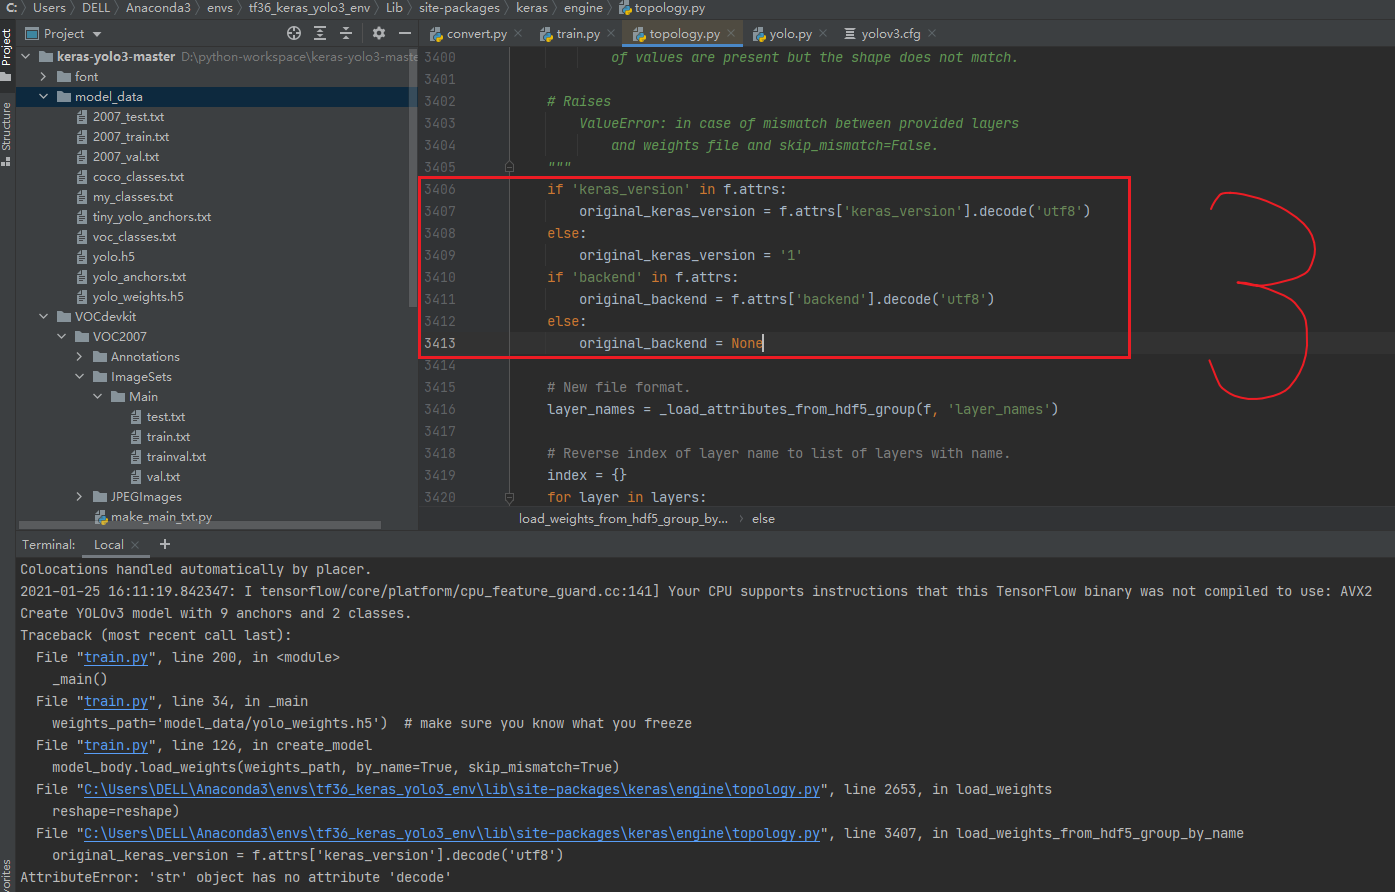 C: > Users > DELL > Anaconda3 > envs > tf36_keras_yolo3_env > Lib > site-packages > keras > engine > topology.py
Project
convert.py × train.py × topology.py × yolo.py × yolov3.cfg ×
Project
Structure
keras-yolo3-master D:\python-workspace\keras-yolo3-maste
font
model_data
2007_test.txt
2007_train.txt
2007_val.txt
coco_classes.txt
my_classes.txt
tiny_yolo_anchors.txt
voc_classes.txt
yolo.h5
yolo_anchors.txt
yolo_weights.h5
VOCdevkit
VOC2007
Annotations
ImageSets
Main
test.txt
train.txt
trainval.txt
val.txt
JPEGImages
make_main_txt.py
3400 of values are present but the shape does not match.
3401
3402 # Raises
3403 ValueError: in case of mismatch between provided layers
3404 and weights file and skip_mismatch=False.
3405 """
3406 if 'keras_version' in f.attrs:
3407 original_keras_version = f.attrs['keras_version'].decode('utf8')
3408 else:
3409 original_keras_version = '1'
3410 if 'backend' in f.attrs:
3411 original_backend = f.attrs['backend'].decode('utf8')
3412 else:
3413 original_backend = None
3414
3415 # New file format.
3416 layer_names = _load_attributes_from_hdf5_group(f, 'layer_names')
3417
3418 # Reverse index of layer name to list of layers with name.
3419 index = {}
3420 for layer in layers:
3
load_weights_from_hdf5_group_by... > else
Terminal: Local × +
Colocations handled automatically by placer.
2021-01-25 16:11:19.842347: I tensorflow/core/platform/cpu_feature_guard.cc:141] Your CPU supports instructions that this TensorFlow binary was not compiled to use: AVX2
Create YOLOv3 model with 9 anchors and 2 classes.
Traceback (most recent call last):
File "train.py", line 200, in <module>
_main()
File "train.py", line 34, in _main
weights_path='model_data/yolo_weights.h5') # make sure you know what you freeze
File "train.py", line 126, in create_model
model_body.load_weights(weights_path, by_name=True, skip_mismatch=True)
File "C:\Users\DELL\Anaconda3\envs\tf36_keras_yolo3_env\lib\site-packages\keras\engine\topology.py", line 2653, in load_weights
reshape=reshape)
File "C:\Users\DELL\Anaconda3\envs\tf36_keras_yolo3_env\lib\site-packages\keras\engine\topology.py", line 3407, in load_weights_from_hdf5_group_by_name
original_keras_version = f.attrs['keras_version'].decode('utf8')
AttributeError: 'str' object has no attribute 'decode'